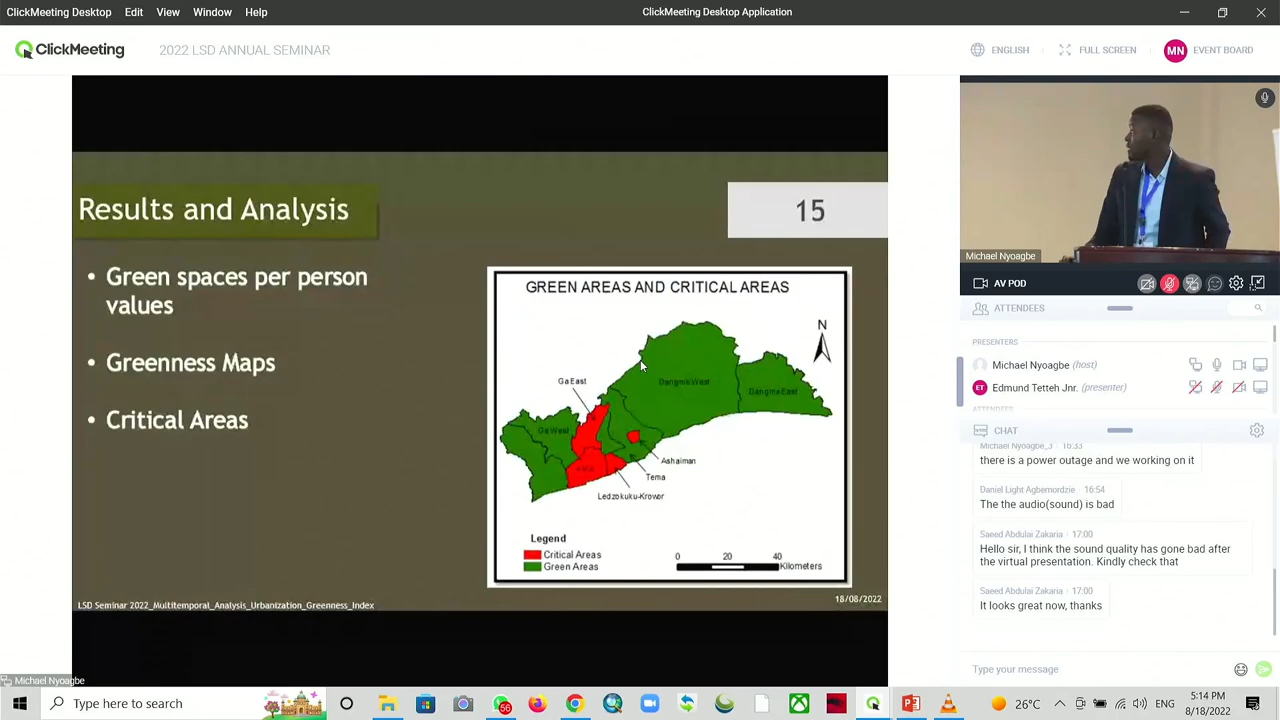 ClickMeeting Desktop Edit View Window Help
ClickMeeting Desktop Application
ClickMeeting
2022 LSD ANNUAL SEMINAR
ENGLISH
FULL SCREEN
MN
EVENT BOARD
Results and Analysis
15
• Green spaces per person
values
• Greenness Maps
• Critical Areas
GREEN AREAS AND CRITICAL AREAS
N
Ga East
Dangme West
Dangme East
Ga West
Ashaiman
Tema
Ledzokuku-Krowor
Legend
Critical Areas
Green Areas
0 20 40
Kilometers
LSD Seminar 2022_Multitemporal_Analysis_Urbanization_Greenness_Index
18/08/2022
Michael Nyoagbe
Michael Nyoagbe
AV POD
ATTENDEES
PRESENTERS
Michael Nyoagbe (host)
ET
Edmund Tetteh Jnr. (presenter)
ATTENDEES
CHAT
Michael Nyoagbe_3 16:33
there is a power outage and we working on it
Daniel Light Agbemordzie 16:54
The the audio(sound) is bad
Saeed Abdulai Zakaria 17:00
Hello sir, I think the sound quality has gone bad after
the virtual presentation. Kindly check that
Saeed Abdulai Zakaria 17:00
It looks great now, thanks
Type your message
Type here to search
56
26°C
ENG
5:14 PM
8/18/2022